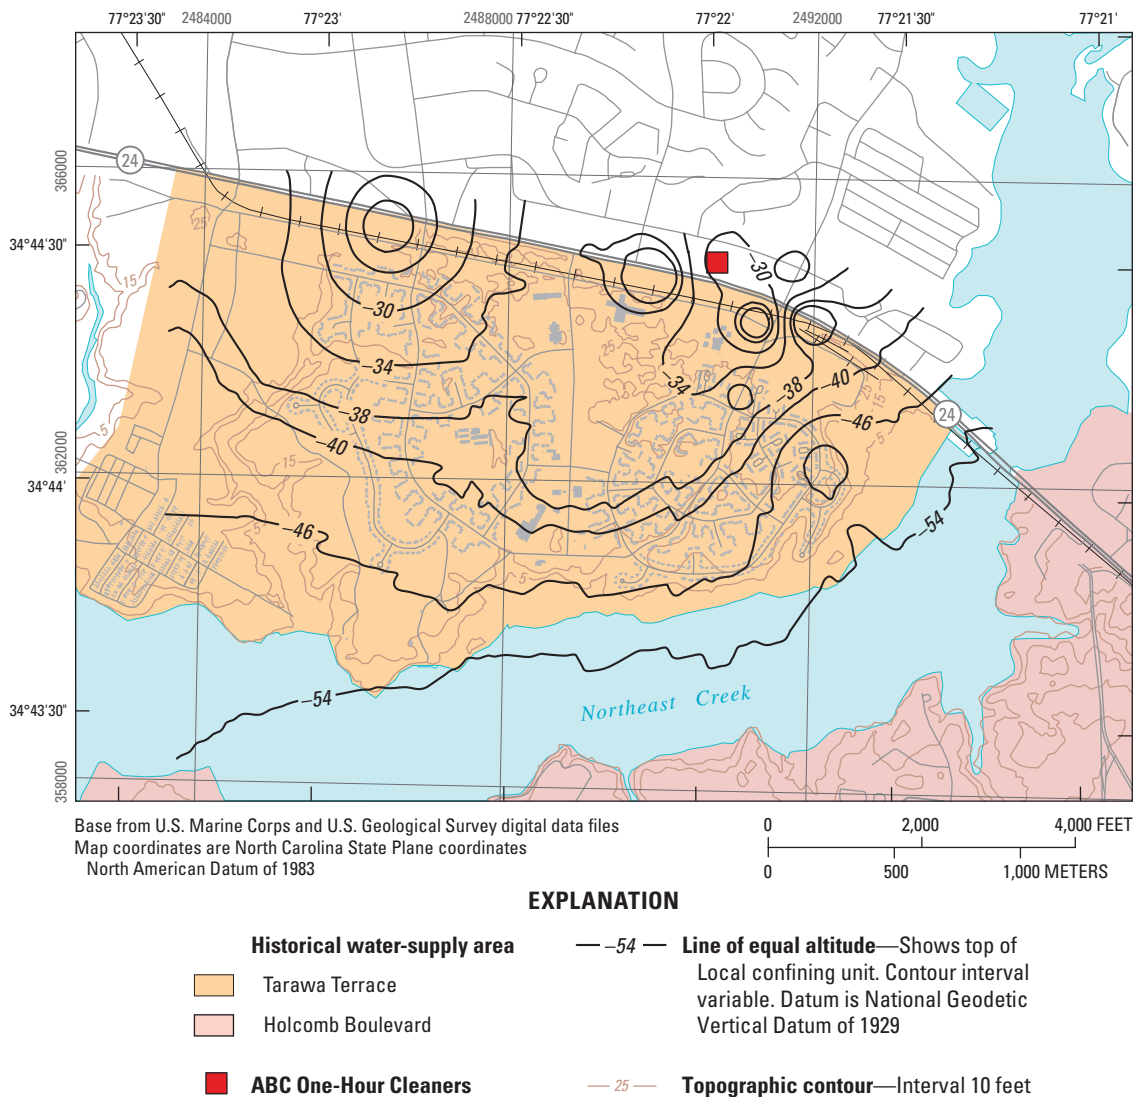 77°23'30" 2484000 77°23' 2488000 77°22'30" 77°22' 2492000 77°21'30" 77°21'
366000
24
34°44'30"
25
15
–30
–30
–34
25
–34
–38
–38
–40
15
5
5
24
–46
–40
15
362000
34°44'
–46
–54
5
–54
Northeast Creek
34°43'30"
358000
Base from U.S. Marine Corps and U.S. Geological Survey digital data files
Map coordinates are North Carolina State Plane coordinates
North American Datum of 1983
0 2,000 4,000 FEET
0 500 1,000 METERS
EXPLANATION
Historical water-supply area
Tarawa Terrace
Holcomb Boulevard
ABC One-Hour Cleaners
–54 Line of equal altitude—Shows top of
Local confining unit. Contour interval
variable. Datum is National Geodetic
Vertical Datum of 1929
25 Topographic contour—Interval 10 feet